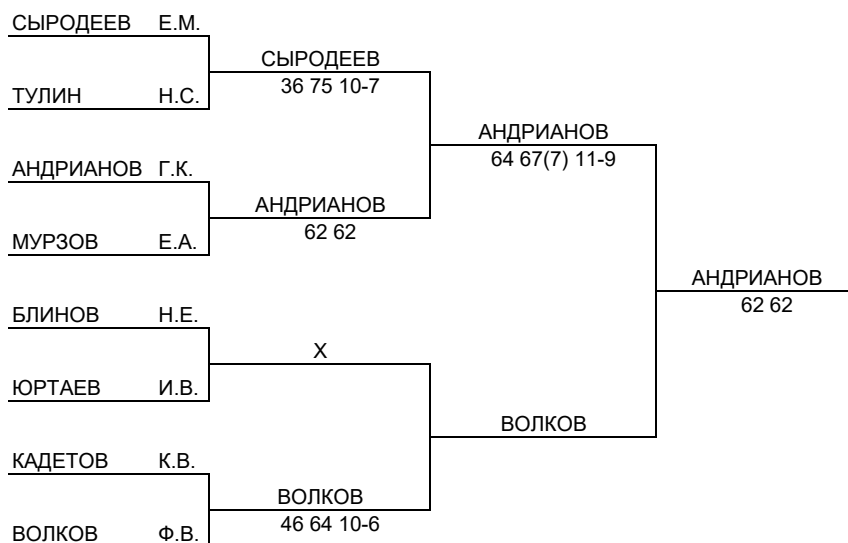 СЫРОДЕЕВ Е.М.
СЫРОДЕЕВ
36 75 10-7
ТУЛИН Н.С.
АНДРИАНОВ
64 67(7) 11-9
АНДРИАНОВ Г.К.
АНДРИАНОВ
62 62
МУРЗОВ Е.А.
АНДРИАНОВ
62 62
БЛИНОВ Н.Е.
Х
ЮРТАЕВ И.В.
ВОЛКОВ
КАДЕТОВ К.В.
ВОЛКОВ
46 64 10-6
ВОЛКОВ Ф.В.